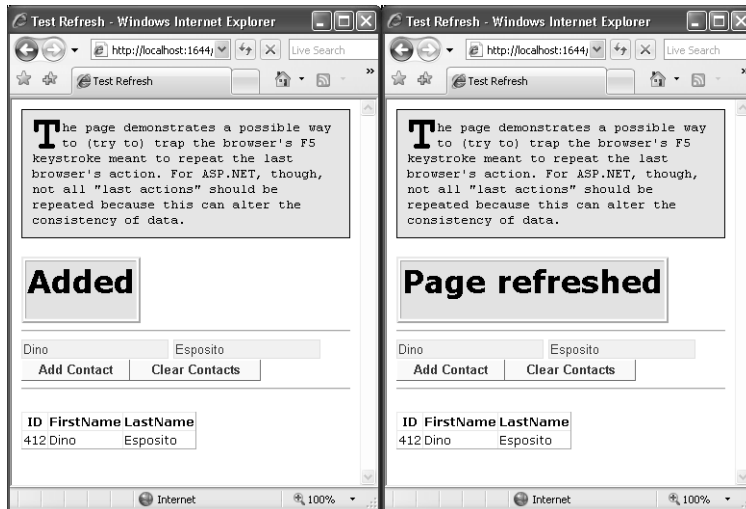 Test Refresh - Windows Internet Explorer
http://localhost:1644/
Live Search
Test Refresh
»
The page demonstrates a possible way
to (try to) trap the browser's F5
keystroke meant to repeat the last
browser's action. For ASP.NET, though,
not all "last actions" should be
repeated because this can alter the
consistency of data.
Added
Dino Esposito
Add Contact Clear Contacts
ID FirstName LastName
412 Dino Esposito
Internet 100%
Test Refresh - Windows Internet Explorer
http://localhost:1644/
Live Search
Test Refresh
»
The page demonstrates a possible way
to (try to) trap the browser's F5
keystroke meant to repeat the last
browser's action. For ASP.NET, though,
not all "last actions" should be
repeated because this can alter the
consistency of data.
Page refreshed
Dino Esposito
Add Contact Clear Contacts
ID FirstName LastName
412 Dino Esposito
Internet 100%